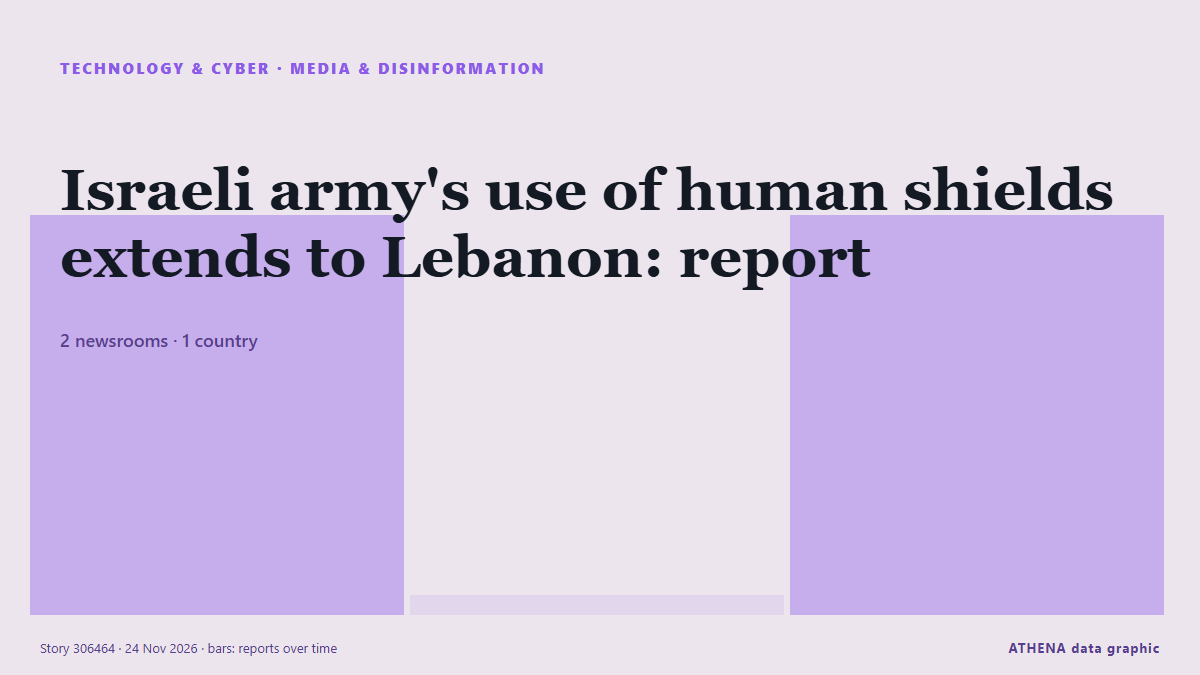 TECHNOLOGY & CYBER · MEDIA & DISINFORMATION
Israeli army's use of human shields
extends to Lebanon: report
2 newsrooms · 1 country
Story 306464 · 24 Nov 2026 · bars: reports over time
ATHENA data graphic